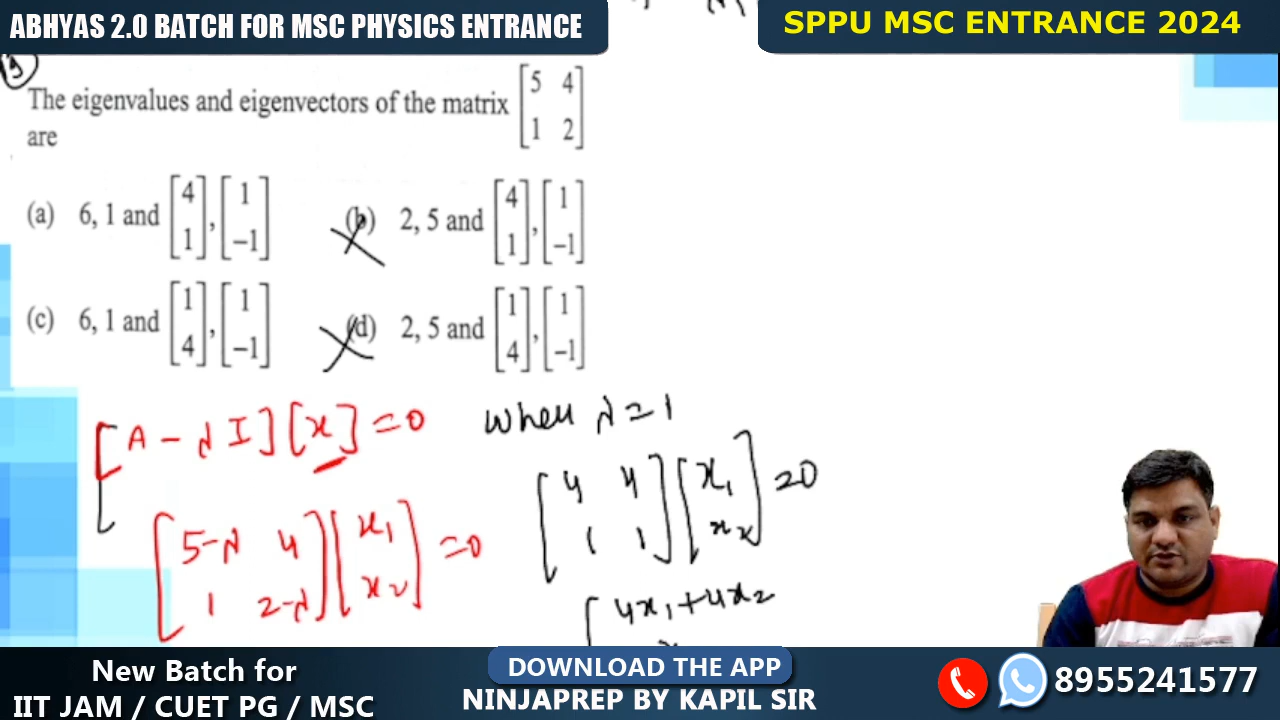 ABHYAS 2.0 BATCH FOR MSC PHYSICS ENTRANCE
SPPU MSC ENTRANCE 2024
The eigenvalues and eigenvectors of the matrix [5 4
1 2]
are
(a) 6, 1 and [4 1], [1 −1]
(b) 2, 5 and [4 1], [1 −1]
(c) 6, 1 and [1 4], [1 −1]
(d) 2, 5 and [1 4], [1 −1]
[A − λ I] [x] = 0
[5-λ 4
1 2-λ] [x1
x2] = 0
when λ = 1
[4 4
1 1] [x1
x2] = 0
[4x1 + 4x2
New Batch for
IIT JAM / CUET PG / MSC
DOWNLOAD THE APP
NINJAPREP BY KAPIL SIR
8955241577